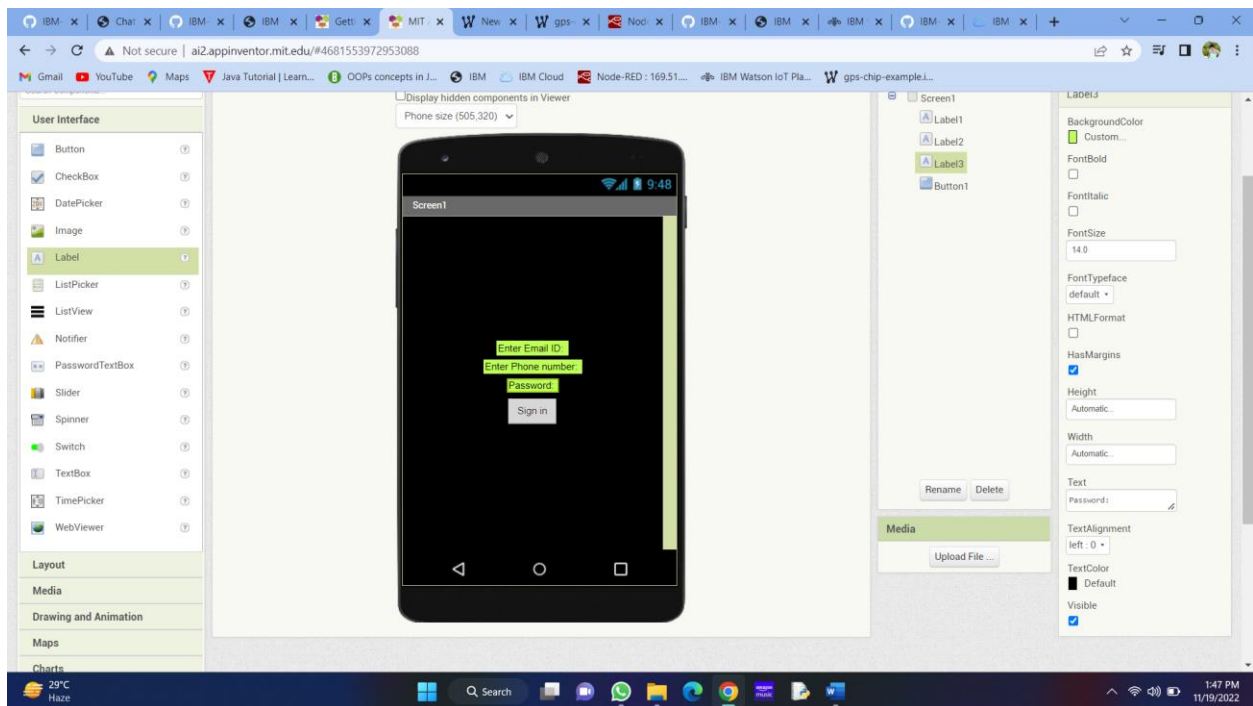 IBM-
Chat
IBM-
IBM
Getti
MIT
New
gps-
Node
IBM-
IBM
IBM
IBM-
IBM
Not secure | ai2.appinventor.mit.edu/#4681553972953088
Gmail YouTube Maps Java Tutorial | Learn... OOPs concepts in J... IBM IBM Cloud Node-RED : 169.51.... IBM Watson IoT Pla... gps-chip-example.i...
User Interface
Button
CheckBox
DatePicker
Image
Label
ListPicker
ListView
Notifier
PasswordTextBox
Slider
Spinner
Switch
TextBox
TimePicker
WebViewer
Layout
Media
Drawing and Animation
Maps
Charts
Display hidden components in Viewer
Phone size (505,320)
9:48
Screen1
Enter Email ID:
Enter Phone number:
Password:
Sign in
Screen1
Label1
Label2
Label3
Button1
Rename Delete
Media
Upload File ...
Label3
BackgroundColor
Custom...
FontBold
FontItalic
FontSize
14.0
FontTypeface
default
HTMLFormat
HasMargins
Height
Automatic...
Width
Automatic...
Text
Password:
TextAlignment
left : 0
TextColor
Default
Visible
29°C
Haze
Search
1:47 PM
11/19/2022